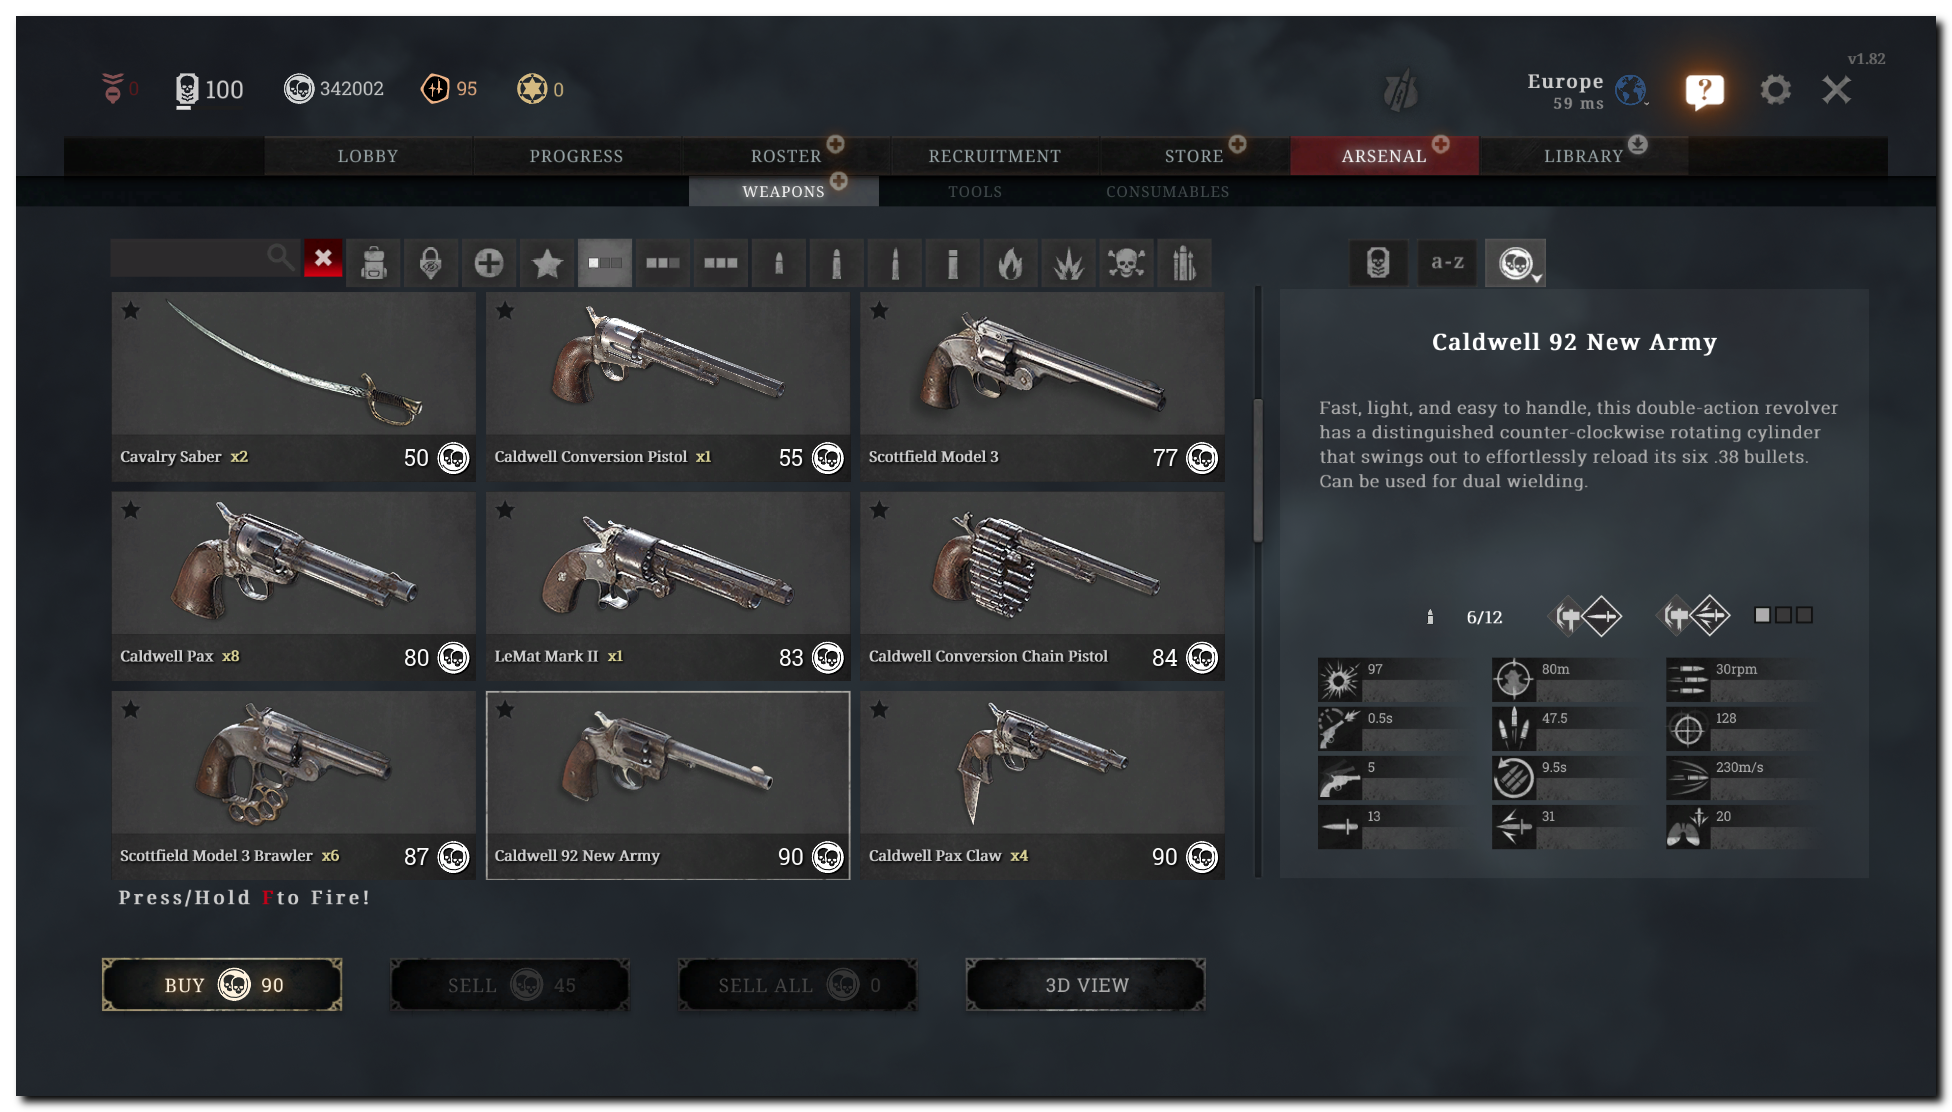 v1.82
0
100
342002
95
0
Europe
59 ms
?
LOBBY
PROGRESS
ROSTER
RECRUITMENT
STORE
ARSENAL
LIBRARY
WEAPONS
TOOLS
CONSUMABLES
a-z
Cavalry Saber x2 50
Caldwell Conversion Pistol x1 55
Scottfield Model 3 77
Caldwell Pax x8 80
LeMat Mark II x1 83
Caldwell Conversion Chain Pistol 84
Scottfield Model 3 Brawler x6 87
Caldwell 92 New Army 90
Caldwell Pax Claw x4 90
Press/Hold F to Fire!
BUY 90
SELL 45
SELL ALL 0
3D VIEW
Caldwell 92 New Army
Fast, light, and easy to handle, this double-action revolver
has a distinguished counter-clockwise rotating cylinder
that swings out to effortlessly reload its six .38 bullets.
Can be used for dual wielding.
6/12
97 80m 30rpm
0.5s 47.5 128
5 9.5s 230m/s
13 31 20